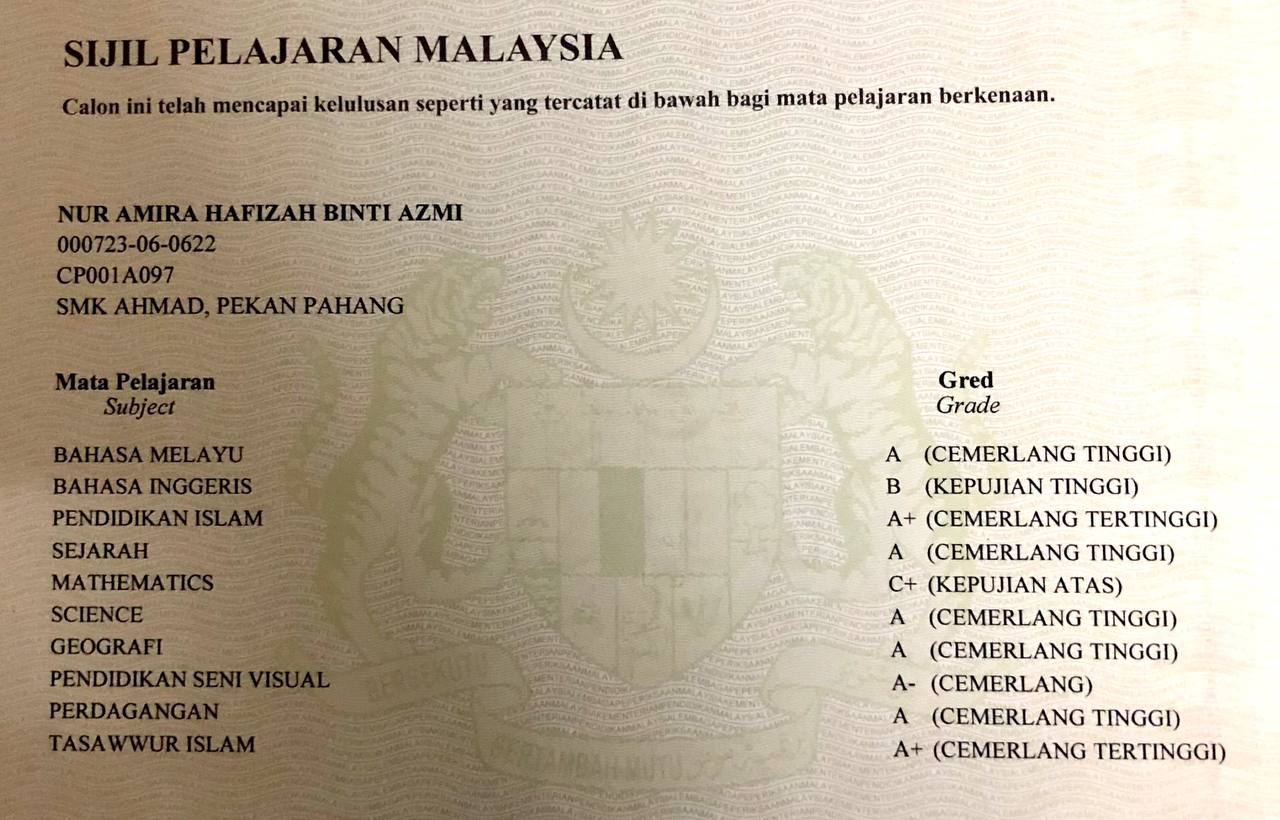 SIJIL PELAJARAN MALAYSIA
Calon ini telah mencapai kelulusan seperti yang tercatat di bawah bagi mata pelajaran berkenaan.
NUR AMIRA HAFIZAH BINTI AZMI
000723-06-0622
CP001A097
SMK AHMAD, PEKAN PAHANG
Mata Pelajaran Gred
Subject Grade
BAHASA MELAYU A (CEMERLANG TINGGI)
BAHASA INGGERIS B (KEPUJIAN TINGGI)
PENDIDIKAN ISLAM A+ (CEMERLANG TERTINGGI)
SEJARAH A (CEMERLANG TINGGI)
MATHEMATICS C+ (KEPUJIAN ATAS)
SCIENCE A (CEMERLANG TINGGI)
GEOGRAFI A (CEMERLANG TINGGI)
PENDIDIKAN SENI VISUAL A- (CEMERLANG)
PERDAGANGAN A (CEMERLANG TINGGI)
TASAWWUR ISLAM A+ (CEMERLANG TERTINGGI)